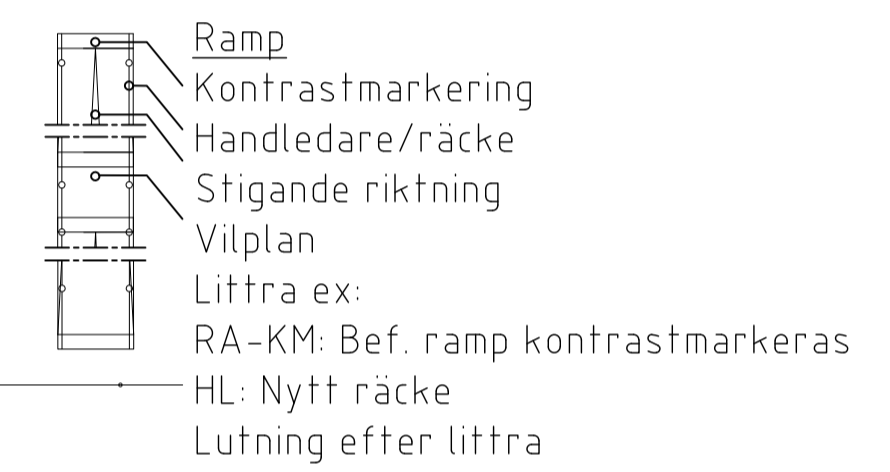 Ramp
Kontrastmarkering
Handledare/räcke
Stigande riktning
Vilplan
Littra ex:
RA-KM: Bef. ramp kontrastmarkeras
HL: Nytt räcke
Lutning efter littra